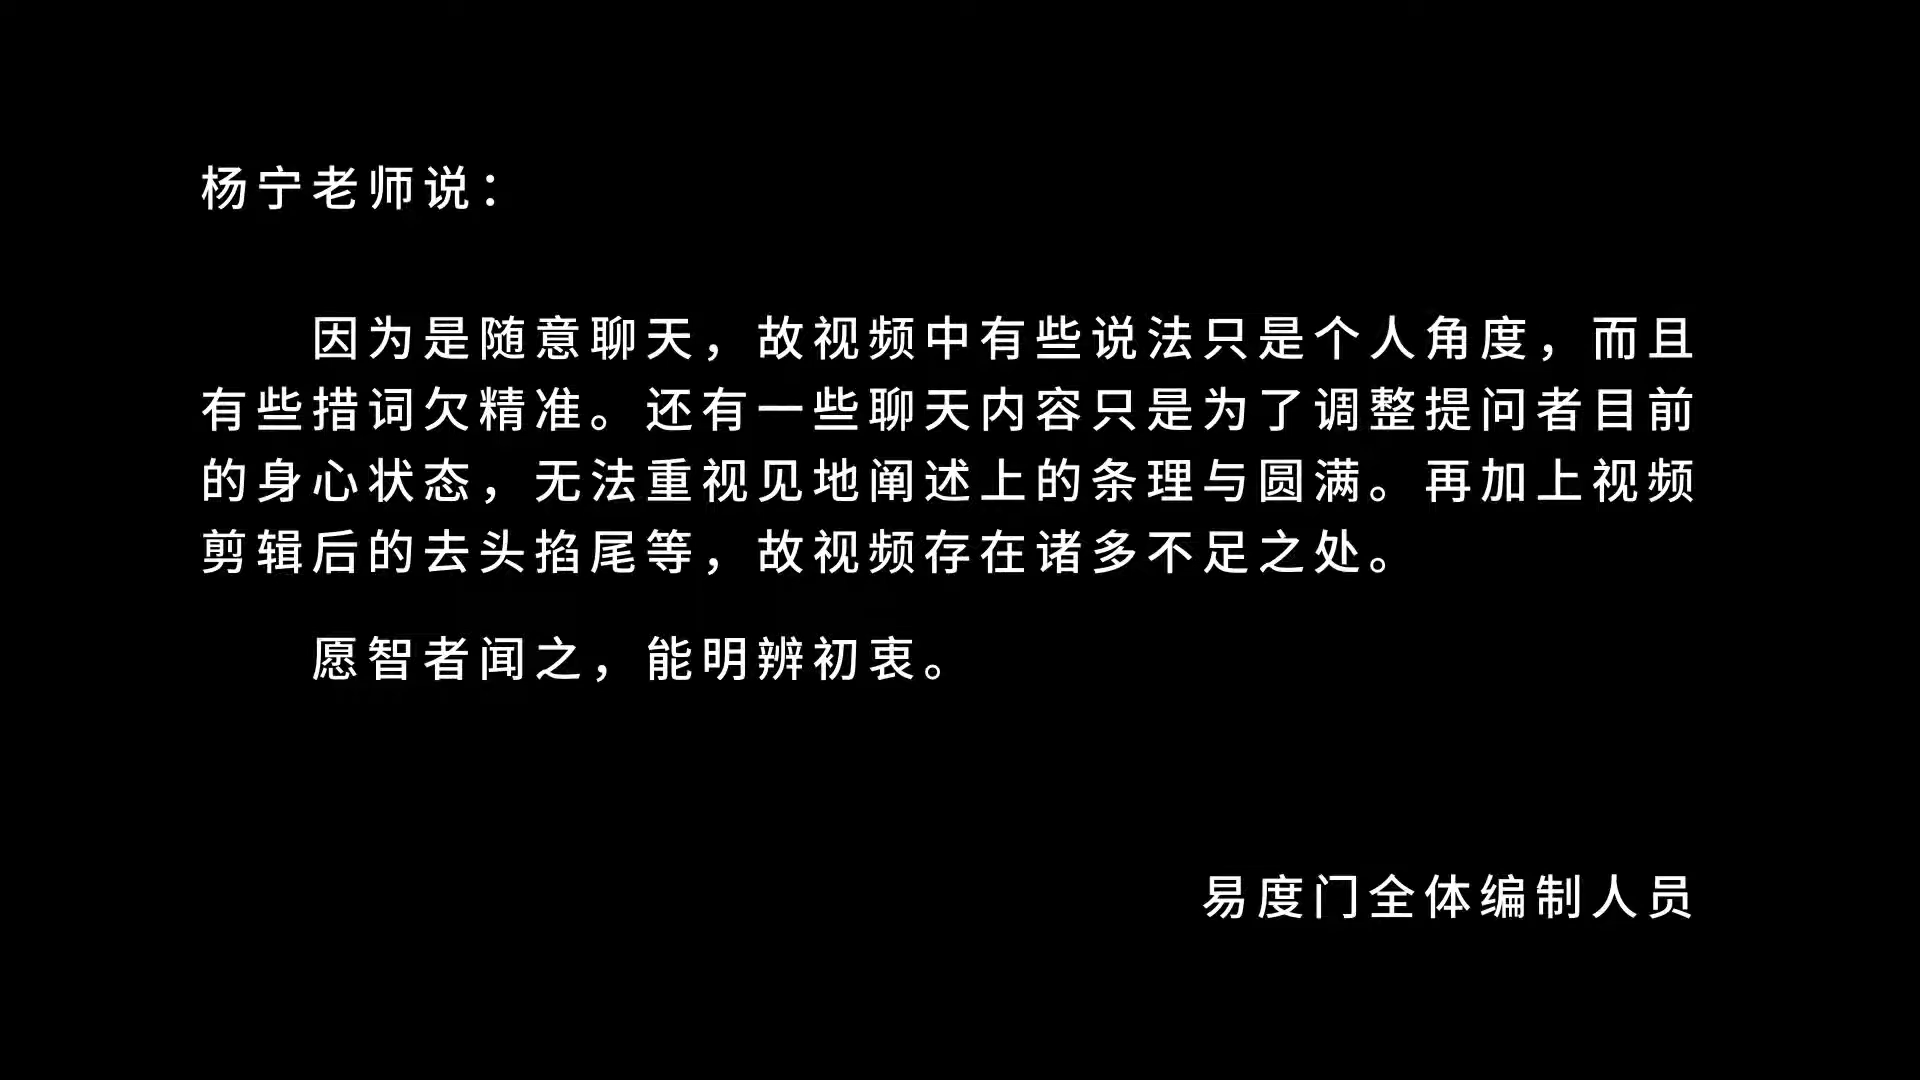 杨宁老师说：
因为是随意聊天，故视频中有些说法只是个人角度，而且
有些措词欠精准。还有一些聊天内容只是为了调整提问者目前
的身心状态，无法重视见地阐述上的条理与圆满。再加上视频
剪辑后的去头掐尾等，故视频存在诸多不足之处。
愿智者闻之，能明辨初衷。
易度门全体编制人员